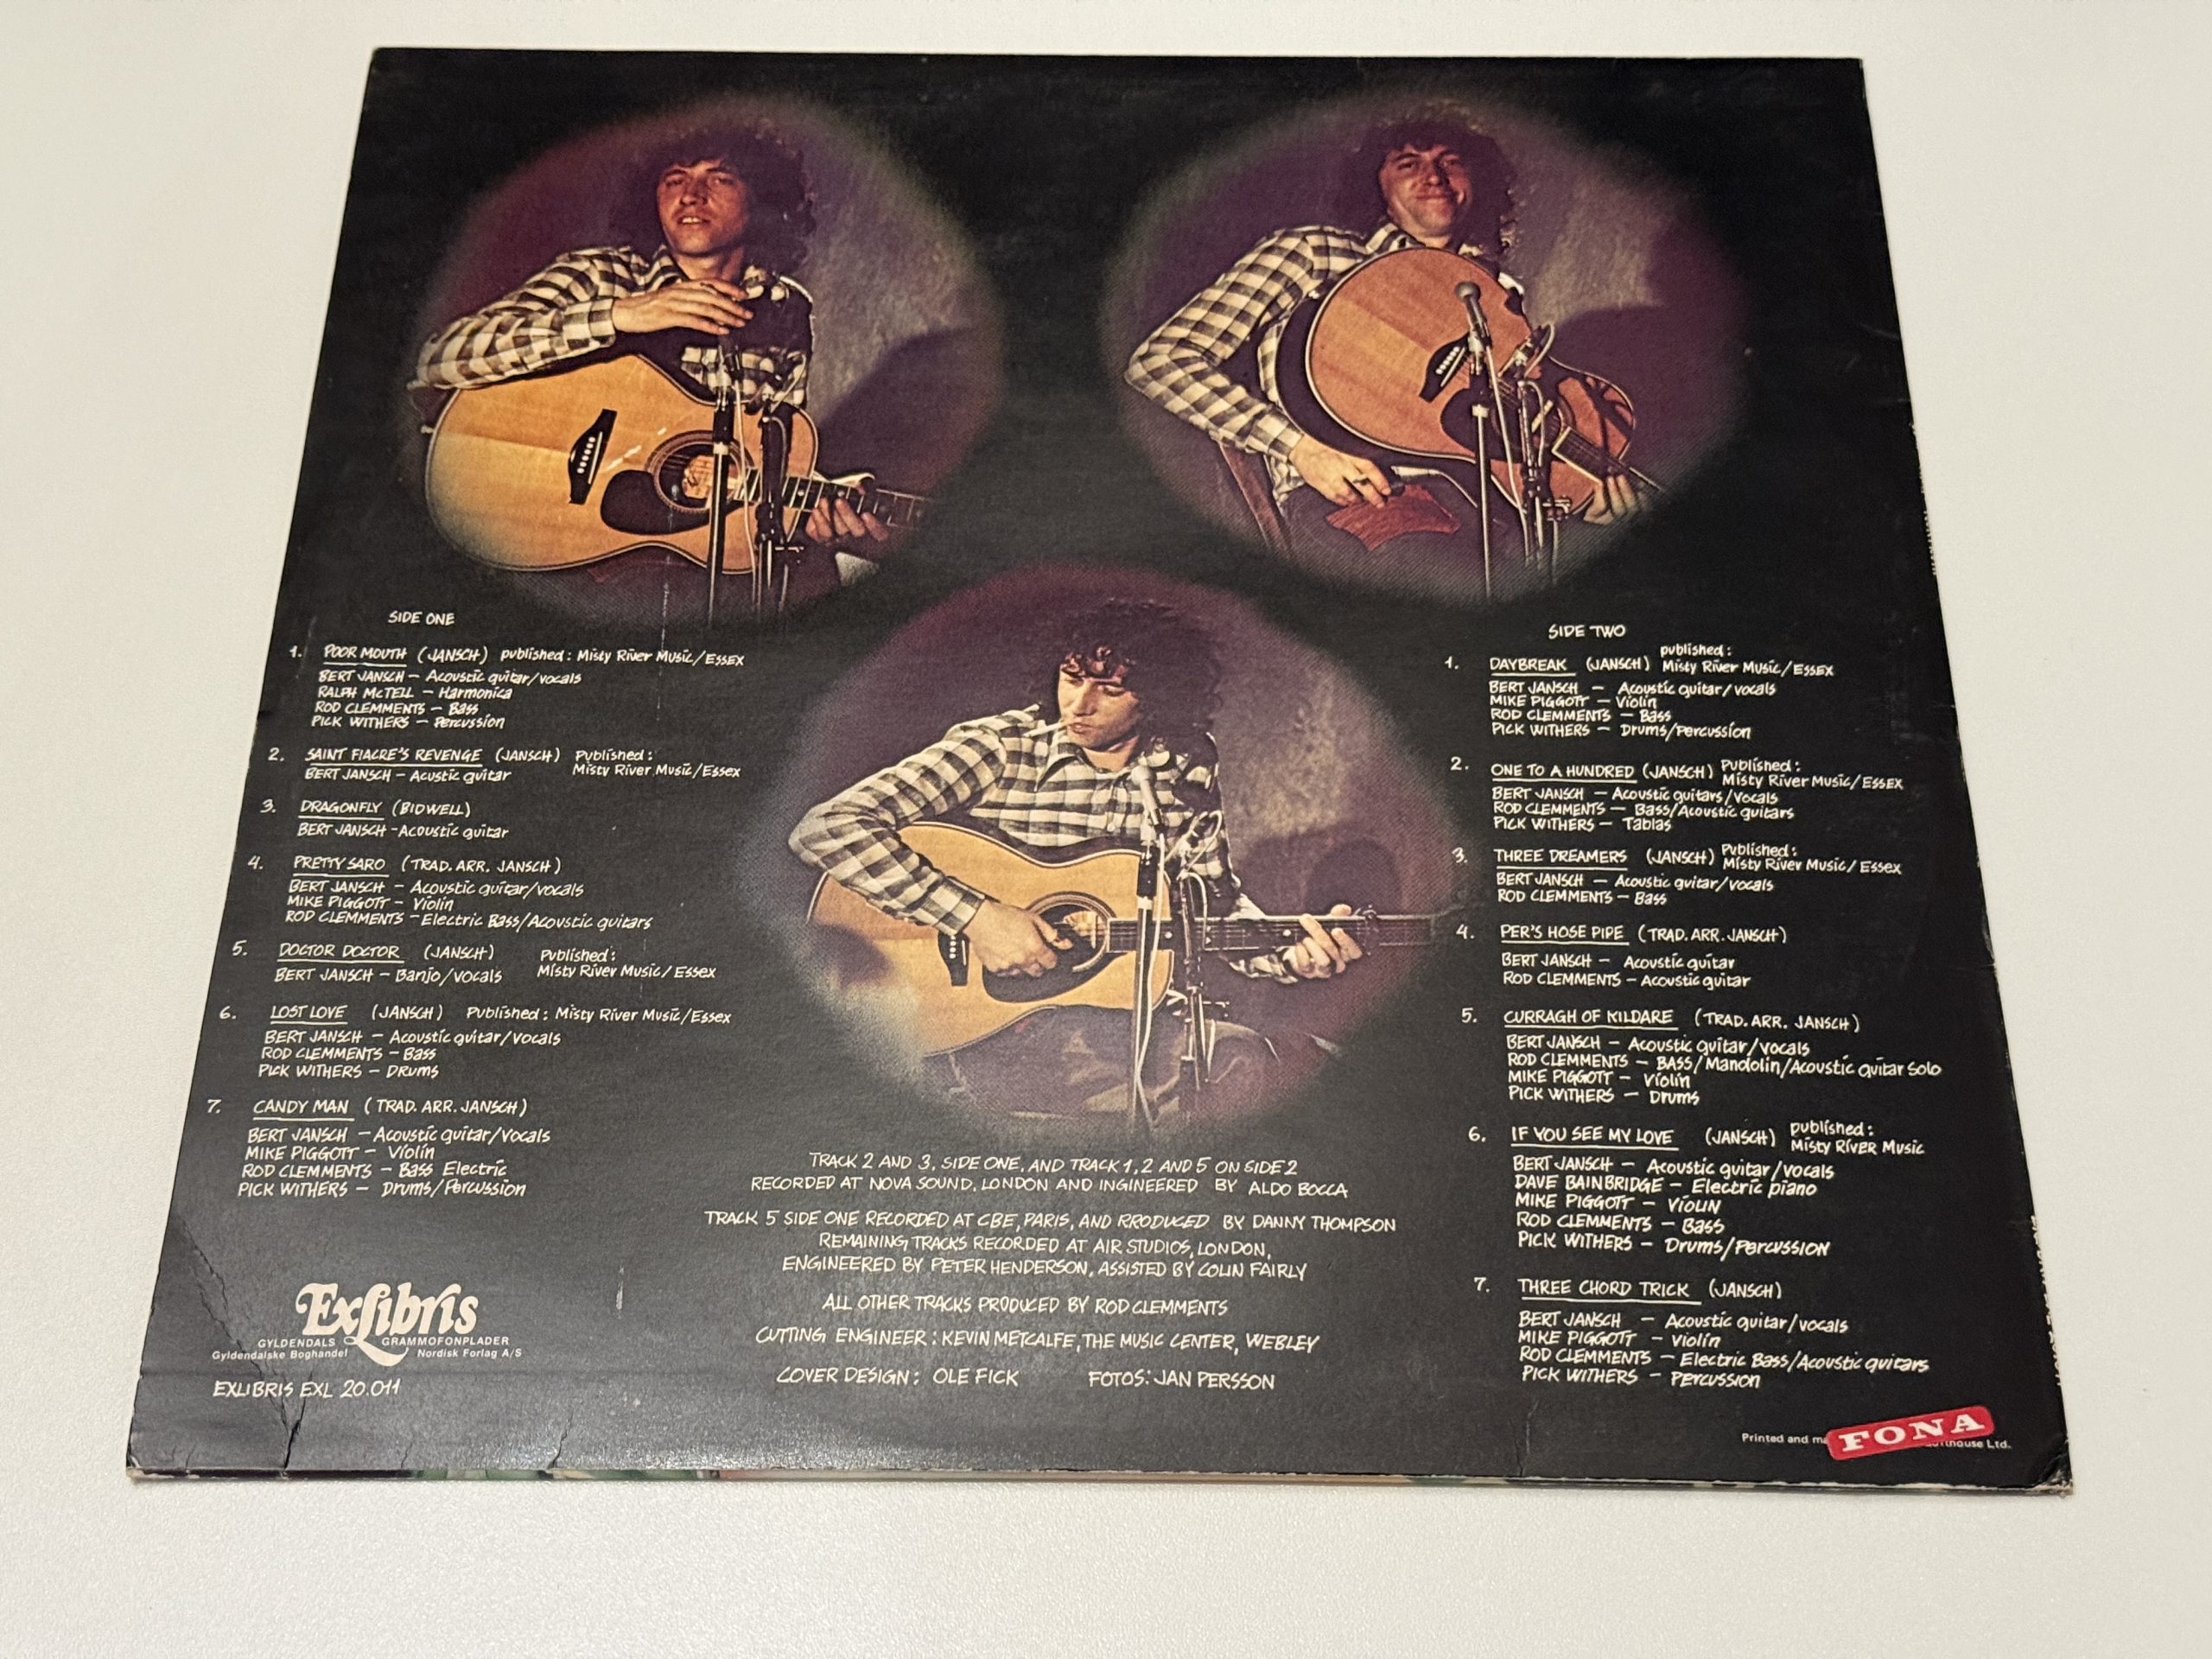 SIDE ONE
1. POOR MOUTH (JANSCH) published: Misty River Music/Essex
BERT JANSCH – Acoustic guitar/vocals
RALPH McTELL – Harmonica
ROD CLEMMENTS – Bass
PICK WITHERS – Percussion
2. SAINT FIACRE'S REVENGE (JANSCH) Published:
Misty River Music/Essex
BERT JANSCH – Acustic guitar
3. DRAGONFLY (BIDWELL)
BERT JANSCH – Acoustic guitar
4. PRETTY SARO (TRAD. ARR. JANSCH)
BERT JANSCH – Acoustic guitar/vocals
MIKE PIGGOTT – Violin
ROD CLEMMENTS – Electric Bass/Acoustic guitars
5. DOCTOR DOCTOR (JANSCH) Published:
Misty River Music/Essex
BERT JANSCH – Banjo/vocals
6. LOST LOVE (JANSCH) Published: Misty River Music/Essex
BERT JANSCH – Acoustic guitar/vocals
ROD CLEMMENTS – Bass
PICK WITHERS – Drums
7. CANDY MAN (TRAD. ARR. JANSCH)
BERT JANSCH – Acoustic guitar/vocals
MIKE PIGGOTT – Violin
ROD CLEMMENTS – Bass Electric
PICK WITHERS – Drums/Percussion
ExLibris
GYLDENDALS GRAMMOFONPLADER
Gyldendalske Boghandel Nordisk Forlag A/S
EXLIBRIS EXL 20.011
TRACK 2 AND 3, SIDE ONE, AND TRACK 1, 2 AND 5 ON SIDE 2
RECORDED AT NOVA SOUND, LONDON AND INGINEERED BY ALDO BOCCA
TRACK 5 SIDE ONE RECORDED AT CBE, PARIS, AND RRODUCED BY DANNY THOMPSON
REMAINING TRACKS RECORDED AT AIR STUDIOS, LONDON,
ENGINEERED BY PETER HENDERSON, ASSISTED BY COLIN FAIRLY
ALL OTHER TRACKS PRODUCED BY ROD CLEMMENTS
CUTTING ENGINEER: KEVIN METCALFE, THE MUSIC CENTER, WEBLEY
COVER DESIGN: OLE FICK FOTOS: JAN PERSSON
SIDE TWO
1. DAYBREAK (JANSCH) published:
Misty River Music/Essex
BERT JANSCH – Acoustic guitar/vocals
MIKE PIGGOTT – Violin
ROD CLEMMENTS – Bass
PICK WITHERS – Drums/Percussion
2. ONE TO A HUNDRED (JANSCH) Published:
Misty River Music/Essex
BERT JANSCH – Acoustic guitars/vocals
ROD CLEMMENTS – Bass/Acoustic guitars
PICK WITHERS – Tablas
3. THREE DREAMERS (JANSCH) Published:
Misty River Music/Essex
BERT JANSCH – Acoustic guitar/vocals
ROD CLEMMENTS – Bass
4. PER'S HOSE PIPE (TRAD. ARR. JANSCH)
BERT JANSCH – Acoustic guitar
ROD CLEMMENTS – Acoustic guitar
5. CURRAGH OF KILDARE (TRAD. ARR. JANSCH)
BERT JANSCH – Acoustic guitar/vocals
ROD CLEMMENTS – BASS/Mandolin/Acoustic guitar Solo
MIKE PIGGOTT – Violin
PICK WITHERS – Drums
6. IF YOU SEE MY LOVE (JANSCH) published:
Misty River Music
BERT JANSCH – Acoustic guitar/vocals
DAVE BAINBRIDGE – Electric piano
MIKE PIGGOTT – Violin
ROD CLEMMENTS – Bass
PICK WITHERS – Drums/Percussion
7. THREE CHORD TRICK (JANSCH)
BERT JANSCH – Acoustic guitar/vocals
MIKE PIGGOTT – Violin
ROD CLEMMENTS – Electric Bass/Acoustic guitars
PICK WITHERS – Percussion
Printed and Ltd.
FONA